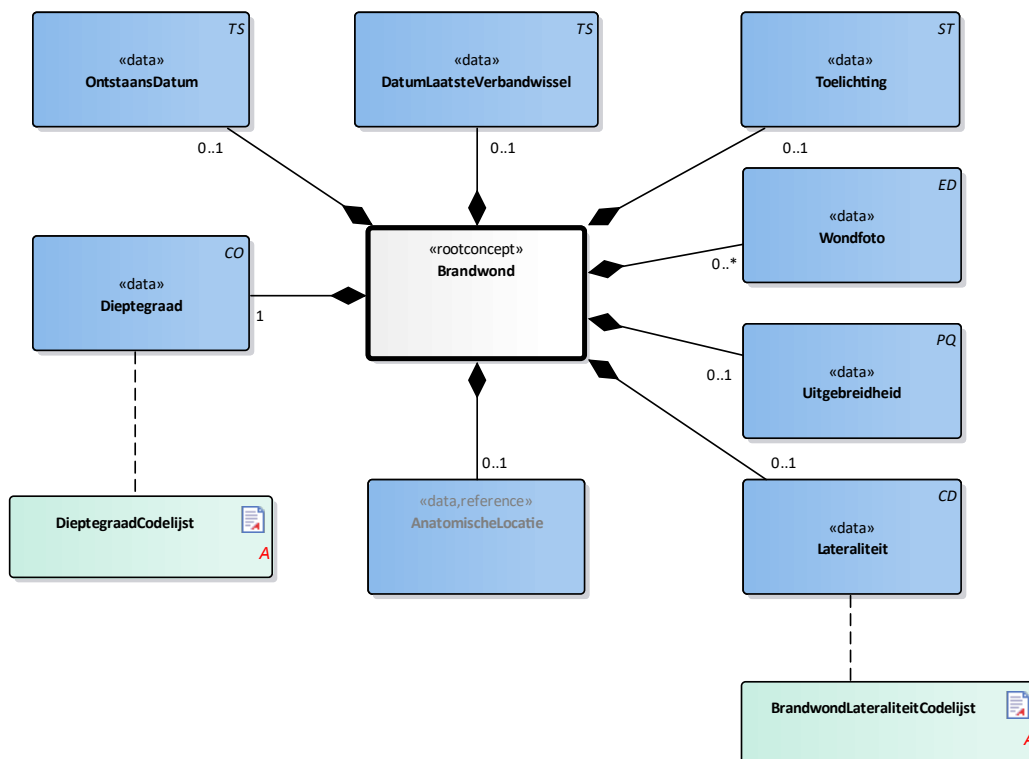 TS
«data»
OntstaansDatum
0..1
TS
«data»
DatumLaatsteVerbandwissel
0..1
ST
«data»
Toelichting
0..1
ED
«data»
Wondfoto
0..*
«rootconcept»
Brandwond
CO
«data»
Dieptegraad
1
PQ
«data»
Uitgebreidheid
0..1
0..1
«data,reference»
AnatomischeLocatie
0..1
CD
«data»
Lateraliteit
DieptegraadCodelijst
A
BrandwondLateraliteitCodelijst
A